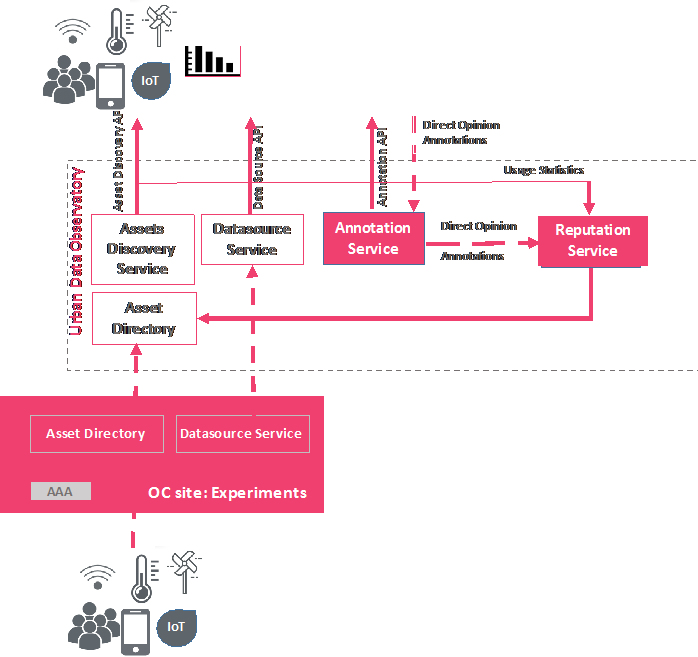 IoT
Asset Discovery AP
Data Source API
Annotation API
Direct Opinion
Annotations
Usage Statistics
Urban Data Observatory
Assets
Discovery
Service
Datasource
Service
Annotation
Service
Direct Opinion
Annotations
Reputation
Service
Asset
Directory
Asset Directory
Datasource Service
AAA
OC site: Experiments
IoT